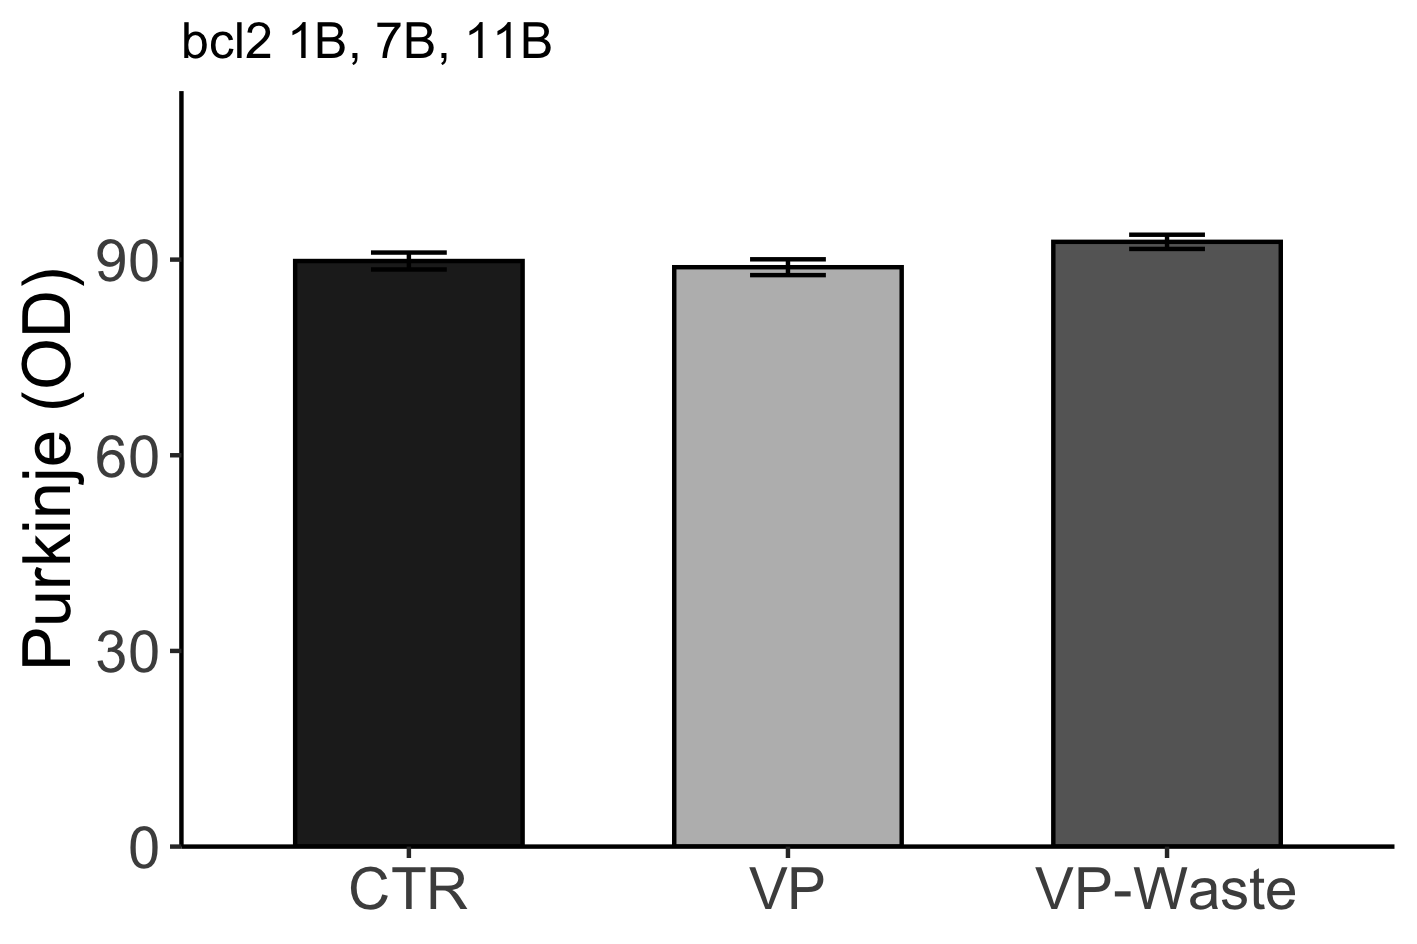 bcl2 1B, 7B, 11B
Purkinje (OD)
90
60
30
0
CTR
VP
VP-Waste